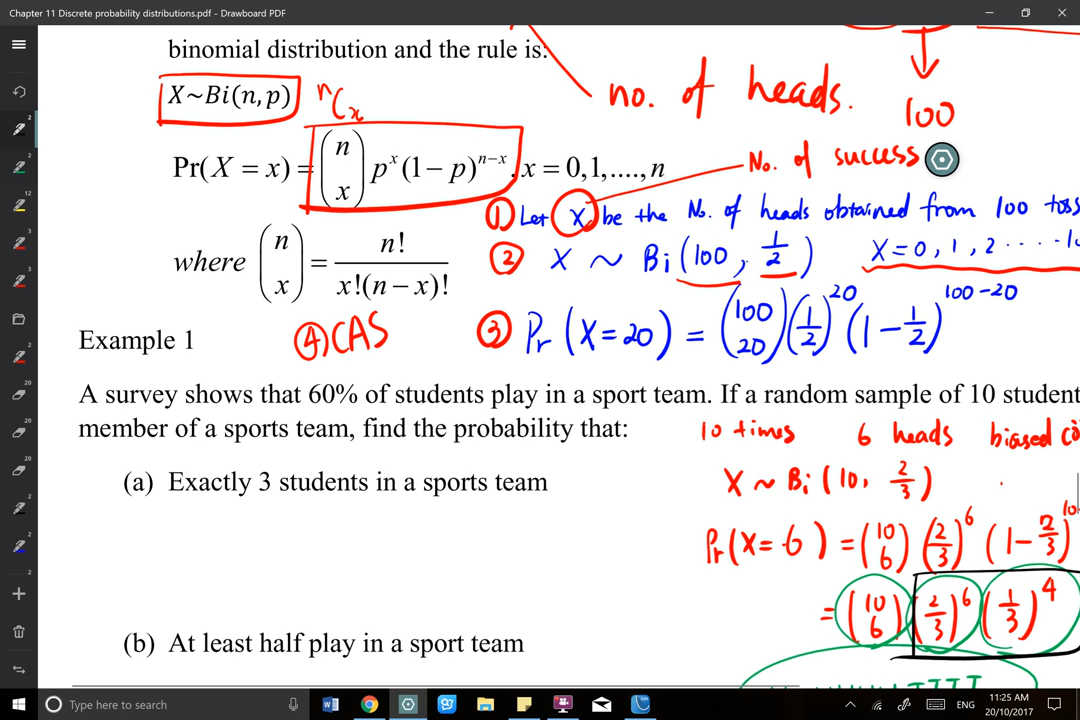 Chapter 11 Discrete probability distributions.pdf - Drawboard PDF
binomial distribution and the rule is:
X~Bi(n,p)
ⁿCₓ
no. of heads.
100
Pr(X = x) = (n x) pˣ(1 − p)ⁿ⁻ˣ, x = 0,1,....,n
No. of success
① Let X be the No. of heads obtained from 100 toss
where (n x) = n! / x!(n − x)!
② X ~ Bi (100, 1/2) X = 0, 1, 2 ....
④ CAS
③ Pr (X=20) = (100 20) (1/2)²⁰ (1 − 1/2)¹⁰⁰⁻²⁰
Example 1
A survey shows that 60% of students play in a sport team. If a random sample of 10 student
member of a sports team, find the probability that:
10 times 6 heads biased co
(a) Exactly 3 students in a sports team
X ~ Bi (10, 2/3)
Pr(X = 6) = (10 6) (2/3)⁶ (1 − 2/3)¹⁰
= (10 6) (2/3)⁶ (1/3)⁴
(b) At least half play in a sport team
Type here to search
ENG
11:25 AM
20/10/2017